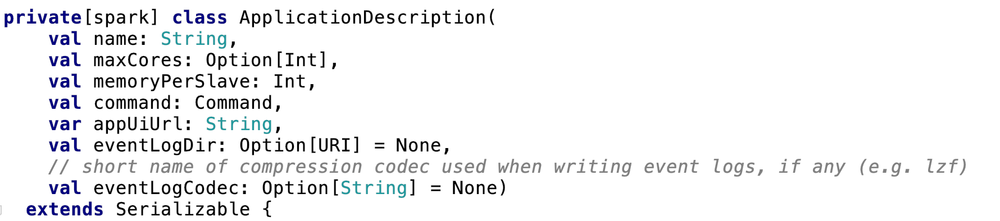 private[spark] class ApplicationDescription(
    val name: String,
    val maxCores: Option[Int],
    val memoryPerSlave: Int,
    val command: Command,
    var appUiUrl: String,
    val eventLogDir: Option[URI] = None,
    // short name of compression codec used when writing event logs, if any (e.g. lzf)
    val eventLogCodec: Option[String] = None)
  extends Serializable {